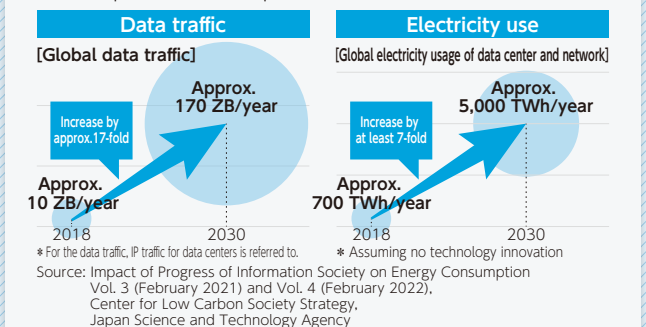 Data traffic
[Global data traffic]
Approx.
170 ZB/year
Increase by
approx.17-fold
Approx.
10 ZB/year
2018
2030
* For the data traffic, IP traffic for data centers is referred to.
Electricity use
[Global electricity usage of data center and network]
Approx.
5,000 TWh/year
Increase by
at least 7-fold
Approx.
700 TWh/year
2018
2030
* Assuming no technology innovation
Source: Impact of Progress of Information Society on Energy Consumption
Vol. 3 (February 2021) and Vol. 4 (February 2022),
Center for Low Carbon Society Strategy,
Japan Science and Technology Agency